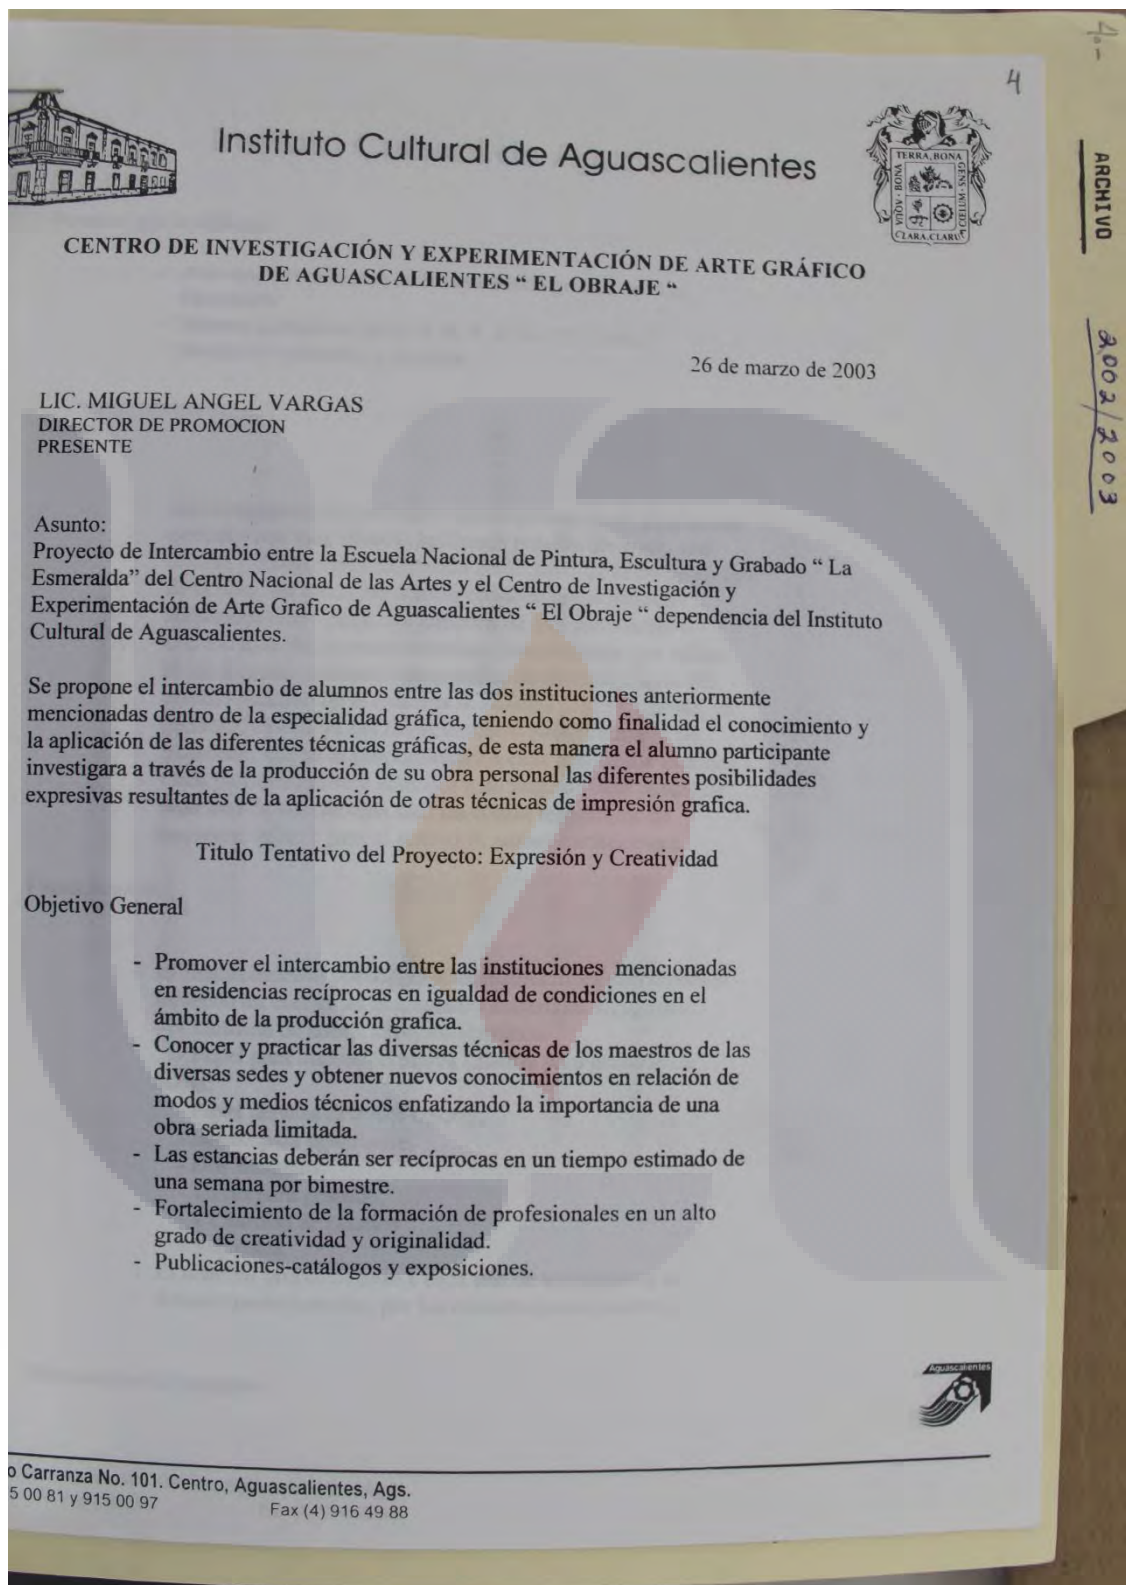 4.-
4
ARCHIVO
2002/2003
Instituto Cultural de Aguascalientes
TERRA, BONA
AQUA, BONA
GENS, BONA
CŒLUM
CLARA, CLARUM
CENTRO DE INVESTIGACIÓN Y EXPERIMENTACIÓN DE ARTE GRÁFICO
DE AGUASCALIENTES “ EL OBRAJE “
26 de marzo de 2003
LIC. MIGUEL ANGEL VARGAS
DIRECTOR DE PROMOCION
PRESENTE
Asunto:
Proyecto de Intercambio entre la Escuela Nacional de Pintura, Escultura y Grabado “ La
Esmeralda” del Centro Nacional de las Artes y el Centro de Investigación y
Experimentación de Arte Grafico de Aguascalientes “ El Obraje “ dependencia del Instituto
Cultural de Aguascalientes.
Se propone el intercambio de alumnos entre las dos instituciones anteriormente
mencionadas dentro de la especialidad gráfica, teniendo como finalidad el conocimiento y
la aplicación de las diferentes técnicas gráficas, de esta manera el alumno participante
investigara a través de la producción de su obra personal las diferentes posibilidades
expresivas resultantes de la aplicación de otras técnicas de impresión grafica.
Titulo Tentativo del Proyecto: Expresión y Creatividad
Objetivo General
- Promover el intercambio entre las instituciones mencionadas
en residencias recíprocas en igualdad de condiciones en el
ámbito de la producción grafica.
- Conocer y practicar las diversas técnicas de los maestros de las
diversas sedes y obtener nuevos conocimientos en relación de
modos y medios técnicos enfatizando la importancia de una
obra seriada limitada.
- Las estancias deberán ser recíprocas en un tiempo estimado de
una semana por bimestre.
- Fortalecimiento de la formación de profesionales en un alto
grado de creatividad y originalidad.
- Publicaciones-catálogos y exposiciones.
Aguascalientes
o Carranza No. 101. Centro, Aguascalientes, Ags.
5 00 81 y 915 00 97 Fax (4) 916 49 88